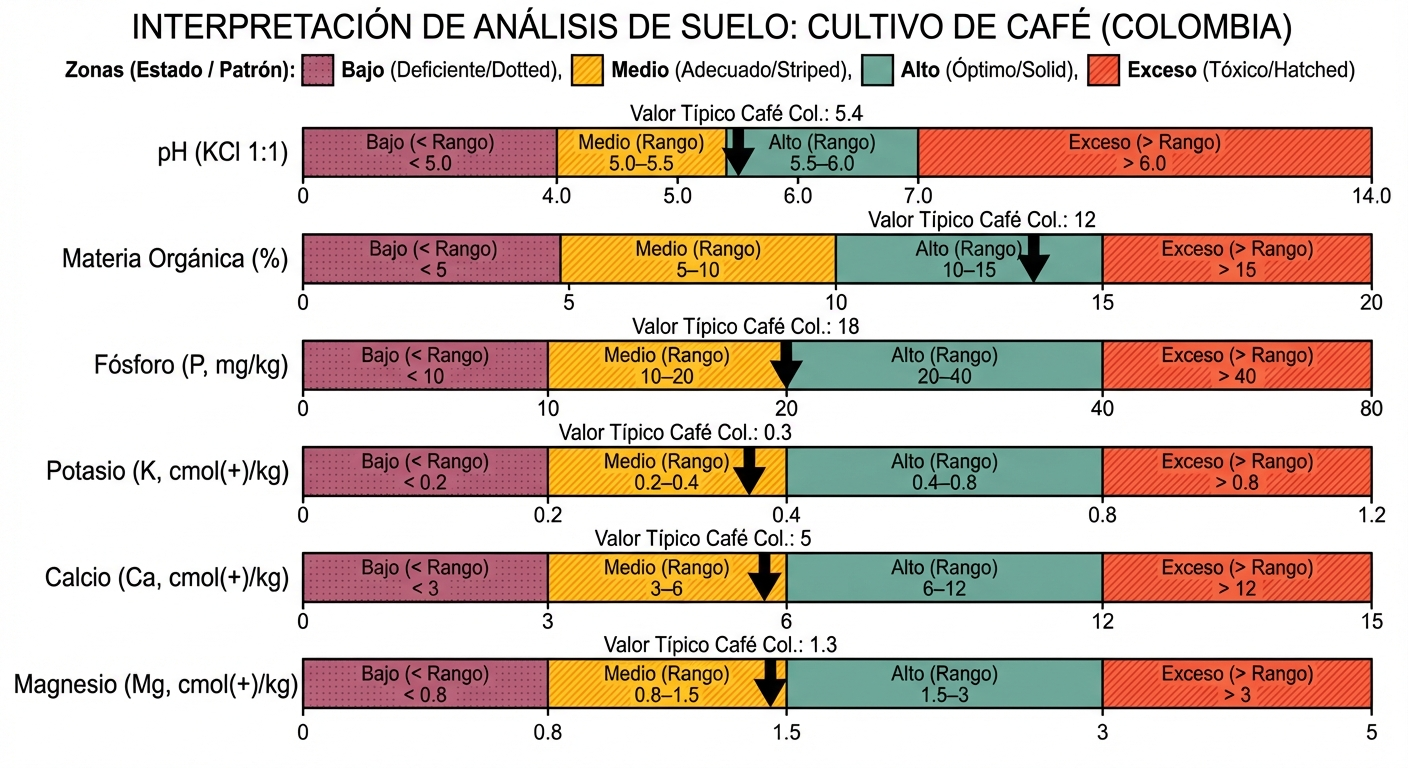 INTERPRETACIÓN DE ANÁLISIS DE SUELO: CULTIVO DE CAFÉ (COLOMBIA)
Zonas (Estado / Patrón): Bajo (Deficiente/Dotted), Medio (Adecuado/Striped), Alto (Óptimo/Solid), Exceso (Tóxico/Hatched)
Valor Típico Café Col.: 5.4
pH (KCl 1:1)
Bajo (< Rango) Medio (Rango) Alto (Rango) Exceso (> Rango)
< 5.0 5.0–5.5 5.5–6.0 > 6.0
0 4.0 5.0 6.0 7.0 14.0
Valor Típico Café Col.: 12
Materia Orgánica (%)
Bajo (< Rango) Medio (Rango) Alto (Rango) Exceso (> Rango)
< 5 5–10 10–15 > 15
0 5 10 15 20
Valor Típico Café Col.: 18
Fósforo (P, mg/kg)
Bajo (< Rango) Medio (Rango) Alto (Rango) Exceso (> Rango)
< 10 10–20 20–40 > 40
0 10 20 40 80
Valor Típico Café Col.: 0.3
Potasio (K, cmol(+)/kg)
Bajo (< Rango) Medio (Rango) Alto (Rango) Exceso (> Rango)
< 0.2 0.2–0.4 0.4–0.8 > 0.8
0 0.2 0.4 0.8 1.2
Valor Típico Café Col.: 5
Calcio (Ca, cmol(+)/kg)
Bajo (< Rango) Medio (Rango) Alto (Rango) Exceso (> Rango)
< 3 3–6 6–12 > 12
0 3 6 12 15
Valor Típico Café Col.: 1.3
Magnesio (Mg, cmol(+)/kg)
Bajo (< Rango) Medio (Rango) Alto (Rango) Exceso (> Rango)
< 0.8 0.8–1.5 1.5–3 > 3
0 0.8 1.5 3 5